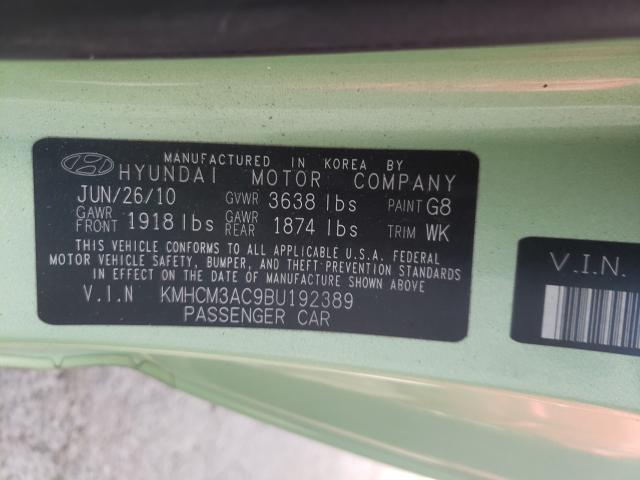 MANUFACTURED IN KOREA BY
HYUNDAI MOTOR COMPANY
JUN/26/10 GVWR 3638 lbs PAINT G8
GAWR FRONT 1918 lbs GAWR REAR 1874 lbs TRIM WK
THIS VEHICLE CONFORMS TO ALL APPLICABLE U.S.A. FEDERAL
MOTOR VEHICLE SAFETY, BUMPER, AND THEFT PREVENTION STANDARDS
IN EFFECT ON THE DATE OF MANUFACTURE SHOWN ABOVE
V.I.N KMHCM3AC9BU192389
PASSENGER CAR
V.I.N.